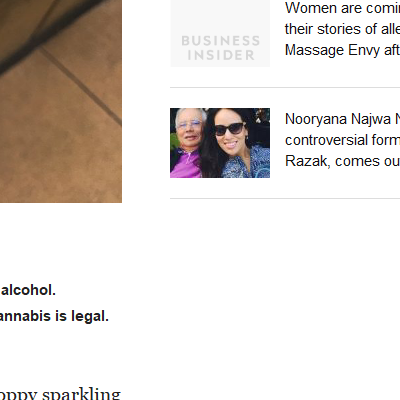 Women are comin
their stories of alle
Massage Envy aft
BUSINESS
INSIDER
Nooryana Najwa N
controversial form
Razak, comes ou
alcohol.
annabis is legal.
oppy sparkling